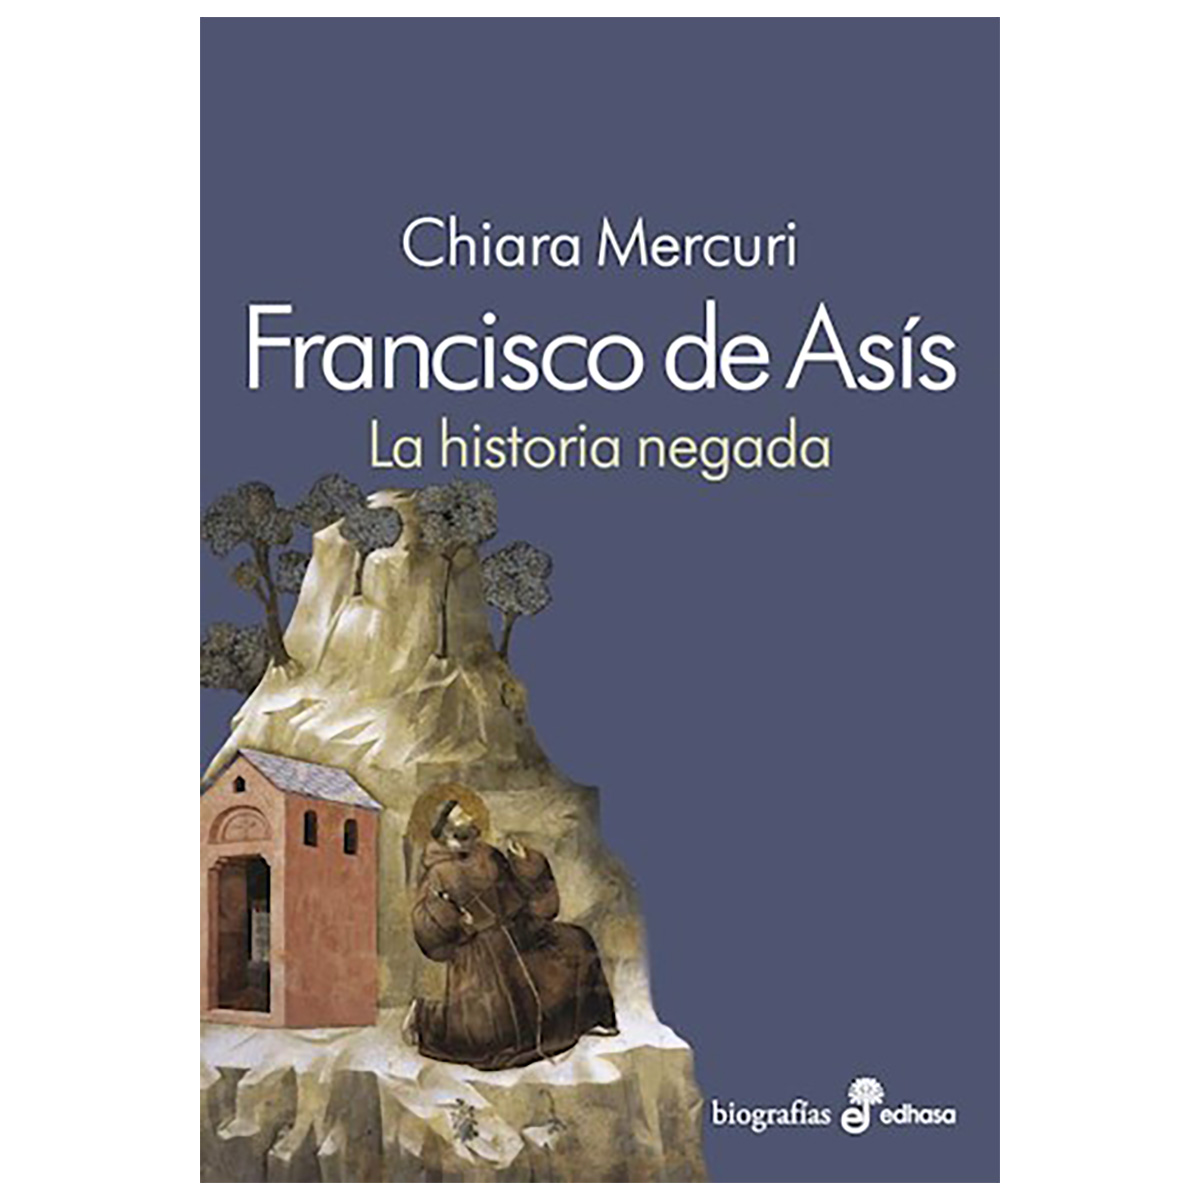 Chiara Mercuri
Francisco de Asís
La historia negada
biografías edhasa